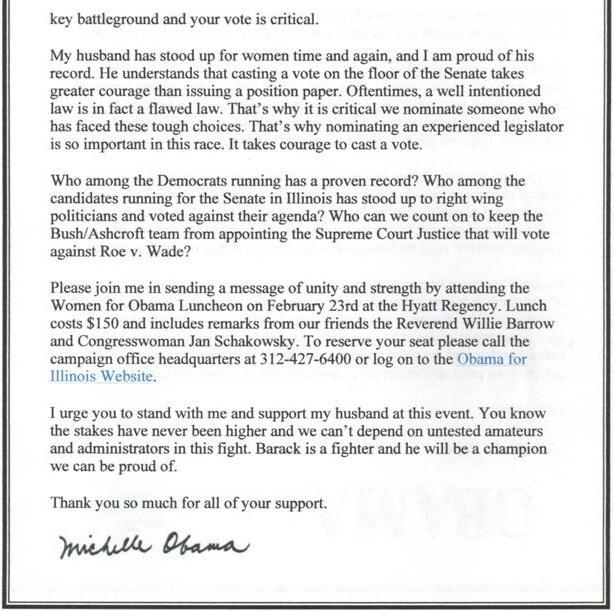 key battleground and your vote is critical.
My husband has stood up for women time and again, and I am proud of his
record. He understands that casting a vote on the floor of the Senate takes
greater courage than issuing a position paper. Oftentimes, a well intentioned
law is in fact a flawed law. That's why it is critical we nominate someone who
has faced these tough choices. That's why nominating an experienced legislator
is so important in this race. It takes courage to cast a vote.
Who among the Democrats running has a proven record? Who among the
candidates running for the Senate in Illinois has stood up to right wing
politicians and voted against their agenda? Who can we count on to keep the
Bush/Ashcroft team from appointing the Supreme Court Justice that will vote
against Roe v. Wade?
Please join me in sending a message of unity and strength by attending the
Women for Obama Luncheon on February 23rd at the Hyatt Regency. Lunch
costs $150 and includes remarks from our friends the Reverend Willie Barrow
and Congresswoman Jan Schakowsky. To reserve your seat please call the
campaign office headquarters at 312-427-6400 or log on to the Obama for
Illinois Website.
I urge you to stand with me and support my husband at this event. You know
the stakes have never been higher and we can't depend on untested amateurs
and administrators in this fight. Barack is a fighter and he will be a champion
we can be proud of.
Thank you so much for all of your support.
Michelle Obama